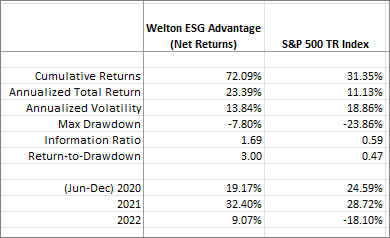 Welton ESG Advantage
(Net Returns) S&P 500 TR Index
Cumulative Returns 72.09% 31.35%
Annualized Total Return 23.39% 11.13%
Annualized Volatility 13.84% 18.86%
Max Drawdown -7.80% -23.86%
Information Ratio 1.69 0.59
Return-to-Drawdown 3.00 0.47
(Jun-Dec) 2020 19.17% 24.59%
2021 32.40% 28.72%
2022 9.07% -18.10%